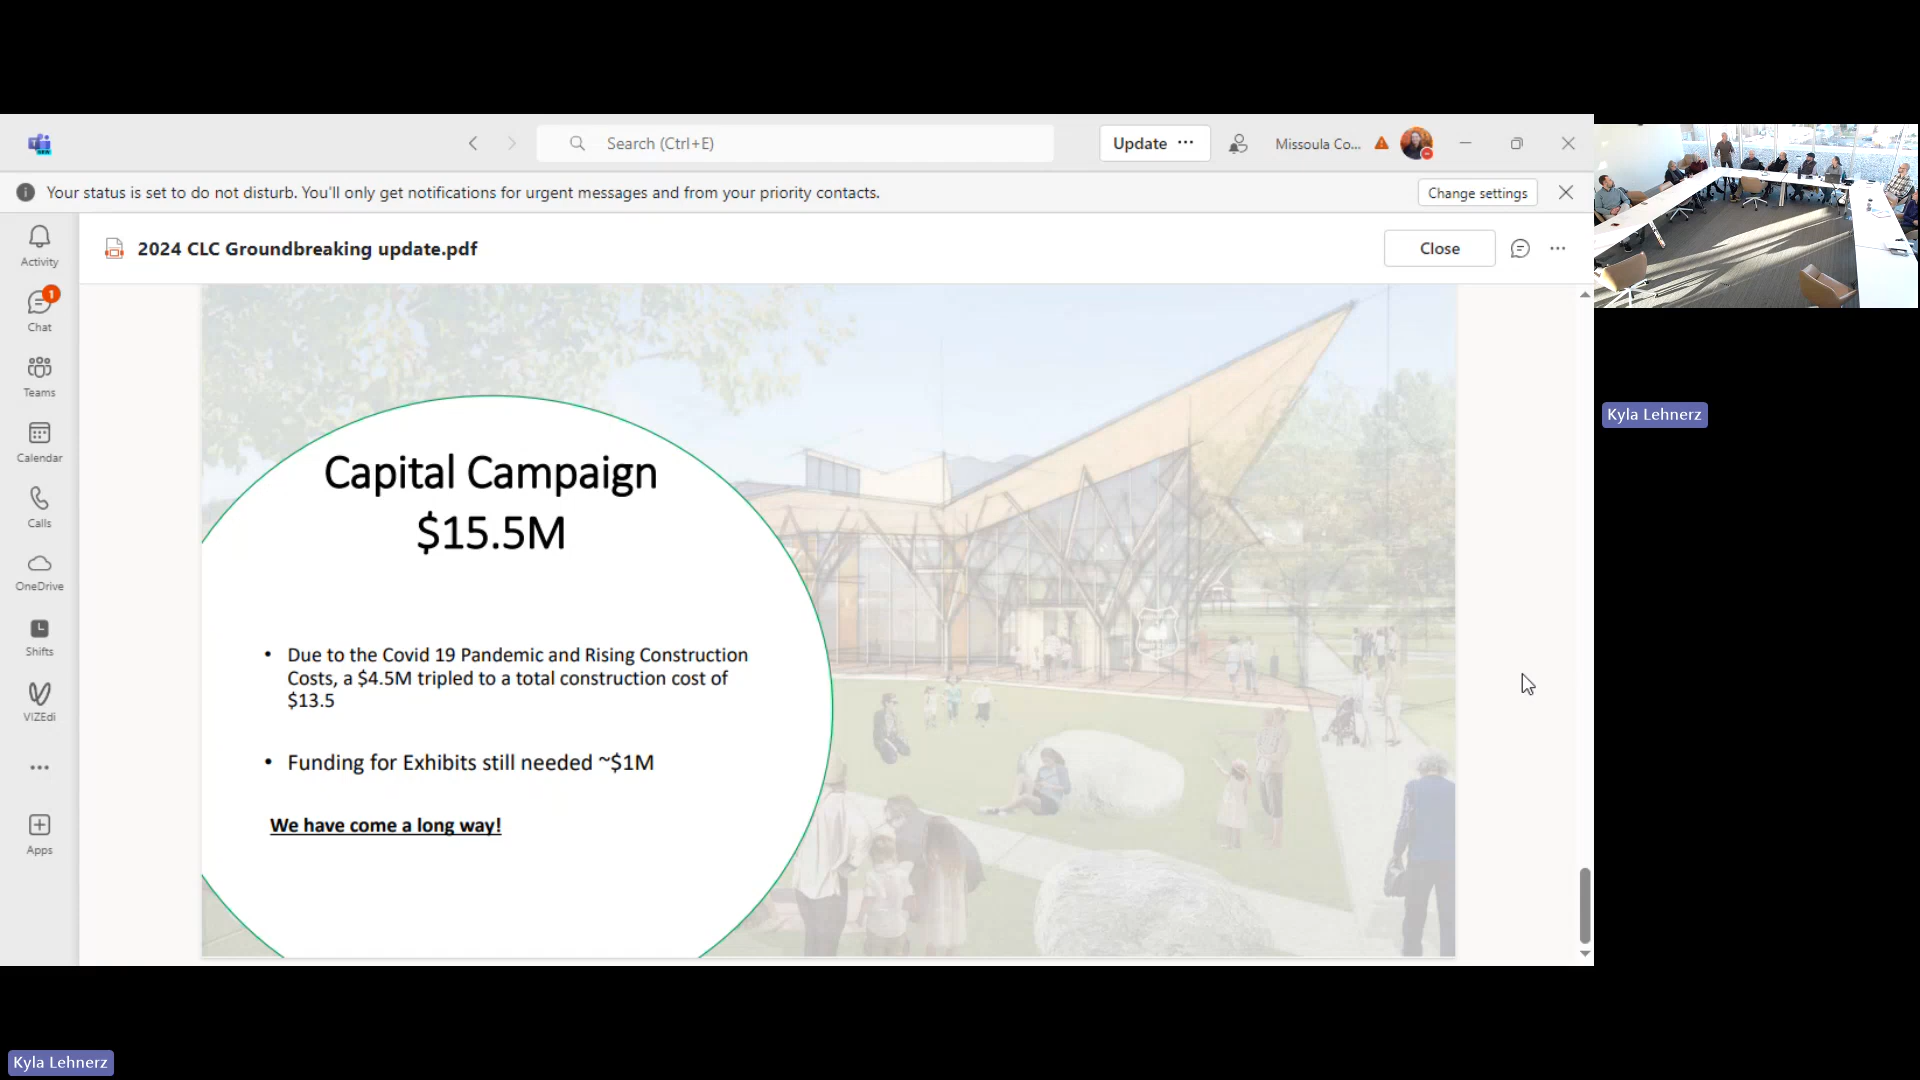 Search (Ctrl+E)
Update
Missoula Co...
Your status is set to do not disturb. You'll only get notifications for urgent messages and from your priority contacts.
Change settings
2024 CLC Groundbreaking update.pdf
Close
Activity
1
Chat
Teams
Calendar
Calls
OneDrive
Shifts
VIZEdi
Apps
Capital Campaign
$15.5M
• Due to the Covid 19 Pandemic and Rising Construction
Costs, a $4.5M tripled to a total construction cost of
$13.5
• Funding for Exhibits still needed ~$1M
We have come a long way!
Kyla Lehnerz
Kyla Lehnerz